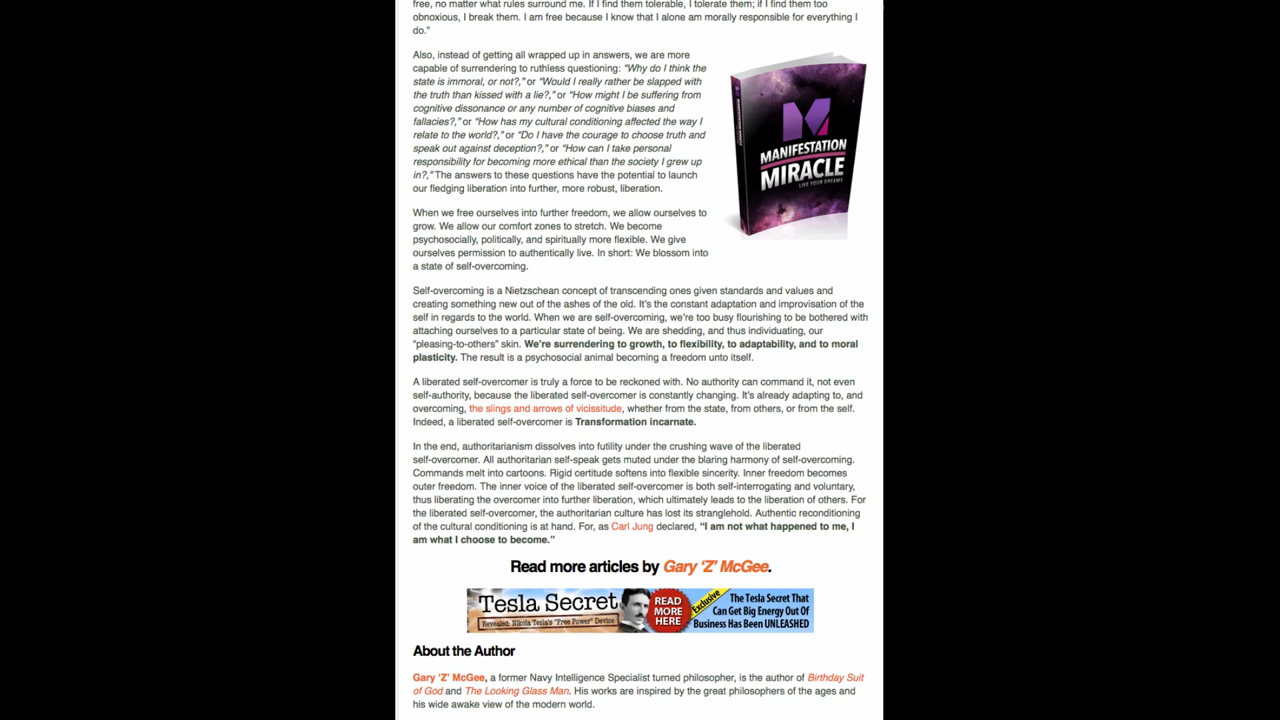 free, no matter what rules surround me. If I find them tolerable, I tolerate them; if I find them too
obnoxious, I break them. I am free because I know that I alone am morally responsible for everything I
do.”
Also, instead of getting all wrapped up in answers, we are more
capable of surrendering to ruthless questioning: “Why do I think the
state is immoral, or not?,” or “Would I really rather be slapped with
the truth than kissed with a lie?,” or “How might I be suffering from
cognitive dissonance or any number of cognitive biases and
fallacies?,” or “How has my cultural conditioning affected the way I
relate to the world?,” or “Do I have the courage to choose truth and
speak out against deception?,” or “How can I take personal
responsibility for becoming more ethical than the society I grew up
in?,” The answers to these questions have the potential to launch
our fledging liberation into further, more robust, liberation.
MANIFESTATION
MIRACLE
LIVE YOUR DREAMS
When we free ourselves into further freedom, we allow ourselves to
grow. We allow our comfort zones to stretch. We become
psychosocially, politically, and spiritually more flexible. We give
ourselves permission to authentically live. In short: We blossom into
a state of self-overcoming.
Self-overcoming is a Nietzschean concept of transcending ones given standards and values and
creating something new out of the ashes of the old. It’s the constant adaptation and improvisation of the
self in regards to the world. When we are self-overcoming, we’re too busy flourishing to be bothered with
attaching ourselves to a particular state of being. We are shedding, and thus individuating, our
“pleasing-to-others” skin. We’re surrendering to growth, to flexibility, to adaptability, and to moral
plasticity. The result is a psychosocial animal becoming a freedom unto itself.
A liberated self-overcomer is truly a force to be reckoned with. No authority can command it, not even
self-authority, because the liberated self-overcomer is constantly changing. It’s already adapting to, and
overcoming, the slings and arrows of vicissitude, whether from the state, from others, or from the self.
Indeed, a liberated self-overcomer is Transformation incarnate.
In the end, authoritarianism dissolves into futility under the crushing wave of the liberated
self-overcomer. All authoritarian self-speak gets muted under the blaring harmony of self-overcoming.
Commands melt into cartoons. Rigid certitude softens into flexible sincerity. Inner freedom becomes
outer freedom. The inner voice of the liberated self-overcomer is both self-interrogating and voluntary,
thus liberating the overcomer into further liberation, which ultimately leads to the liberation of others. For
the liberated self-overcomer, the authoritarian culture has lost its stranglehold. Authentic reconditioning
of the cultural conditioning is at hand. For, as Carl Jung declared, “I am not what happened to me, I
am what I choose to become.”
Read more articles by Gary ‘Z’ McGee.
Tesla Secret
Revealed: Nikola Tesla's "Free Power" Device
READ
MORE
HERE
Exclusive
The Tesla Secret That
Can Get Big Energy Out Of
Business Has Been UNLEASHED
About the Author
Gary ‘Z’ McGee, a former Navy Intelligence Specialist turned philosopher, is the author of Birthday Suit
of God and The Looking Glass Man. His works are inspired by the great philosophers of the ages and
his wide awake view of the modern world.